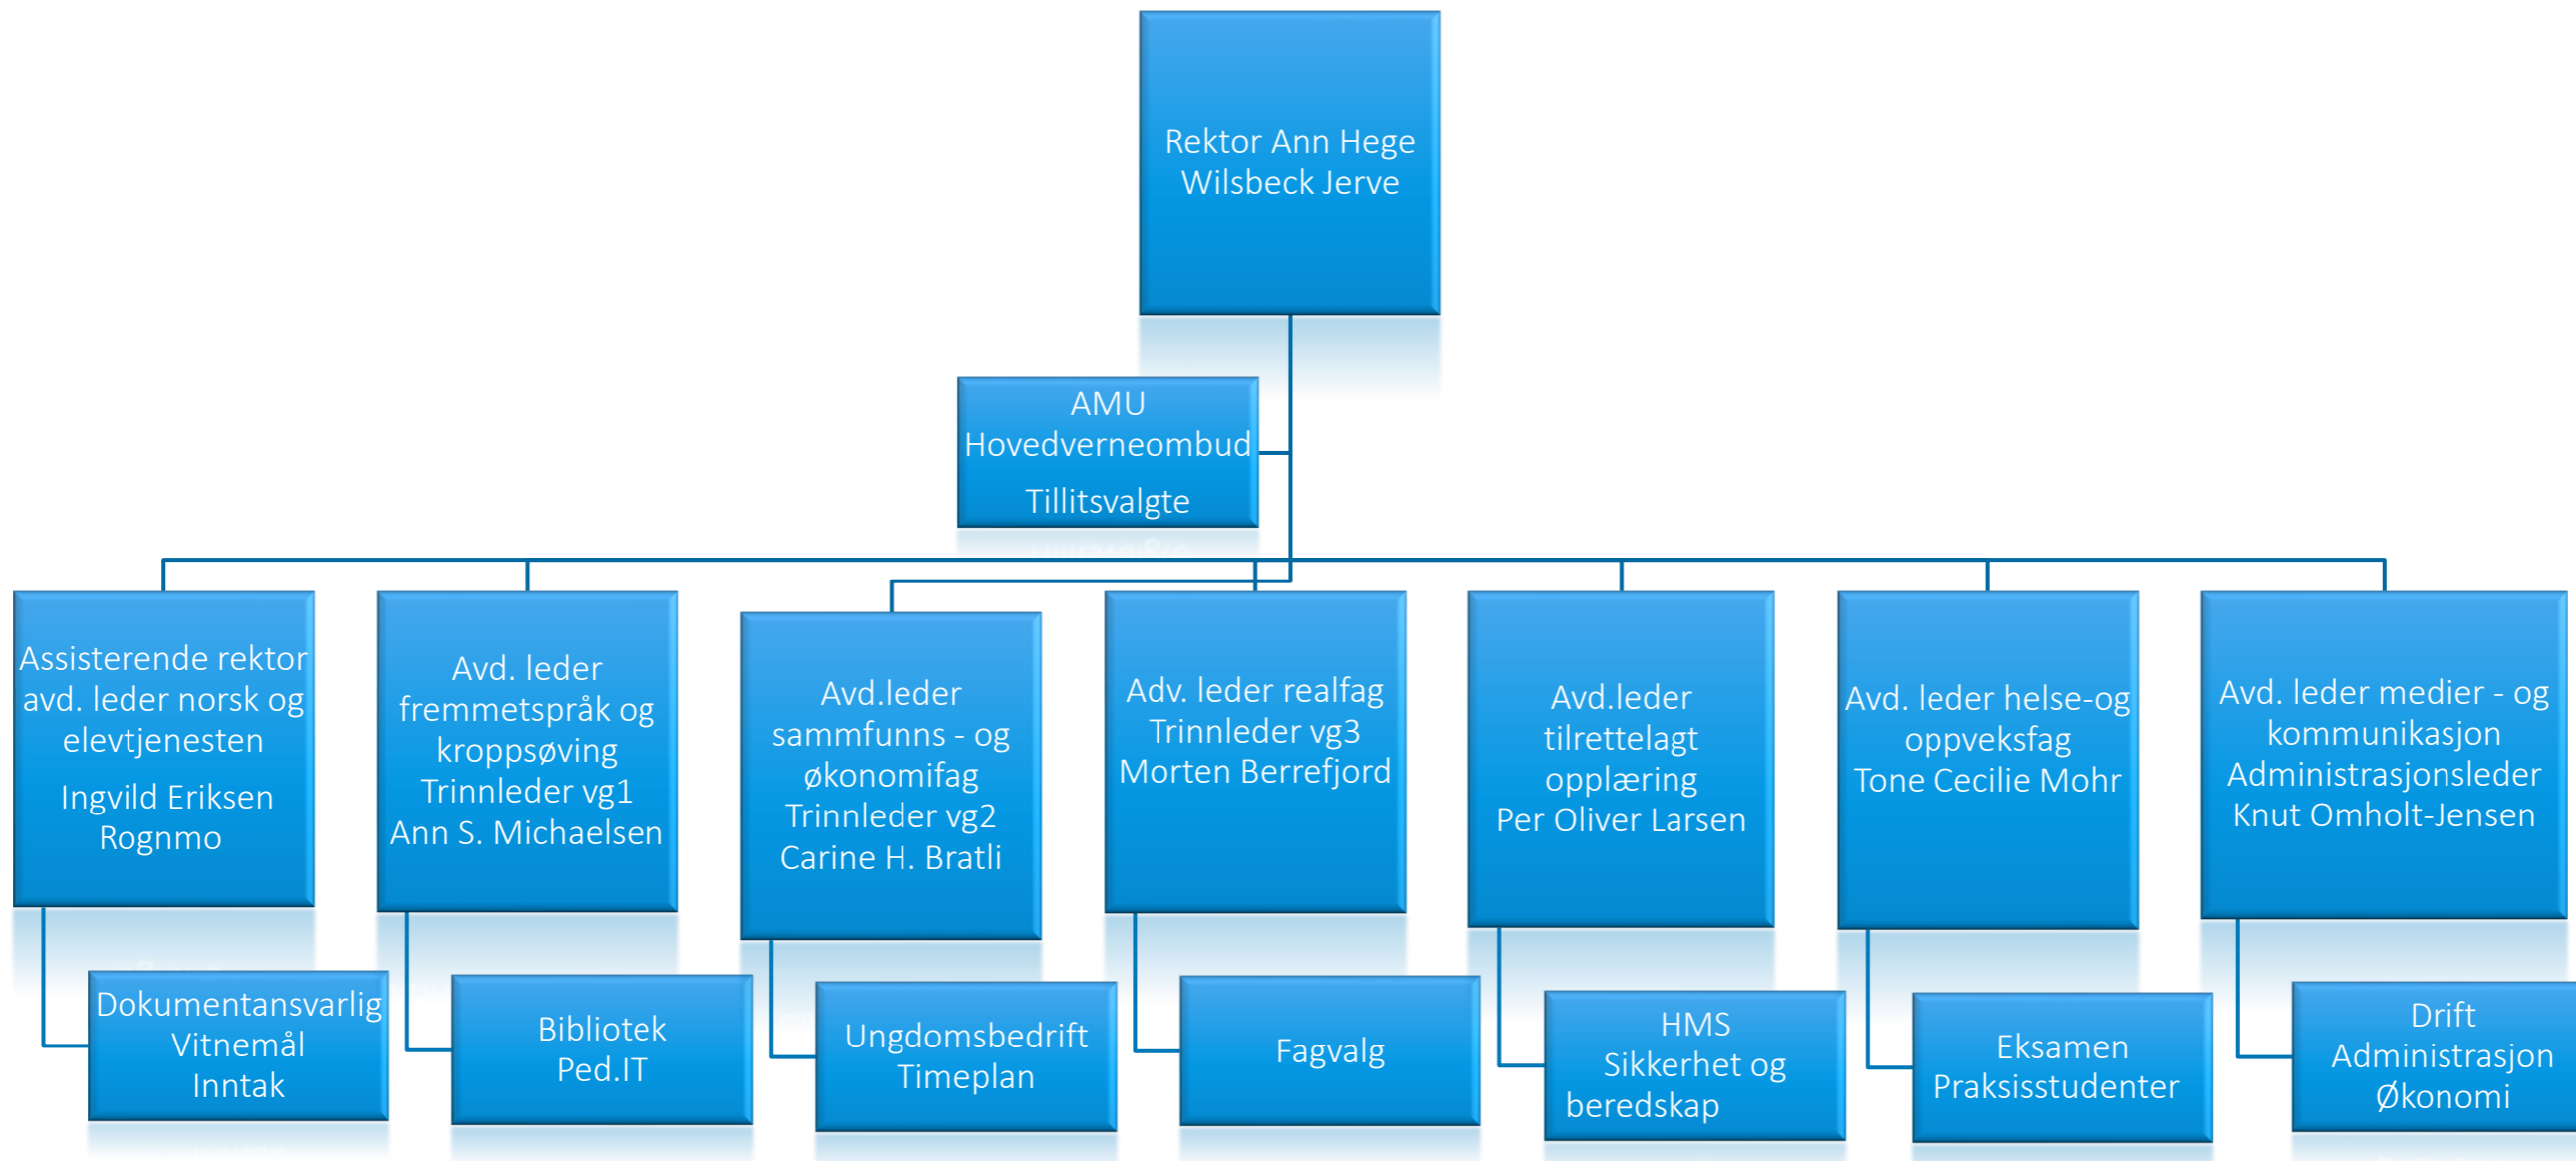 Rektor Ann Hege
Wilsbeck Jerve
AMU
Hovedverneombud
Tillitsvalgte
Assisterende rektor
avd. leder norsk og
elevtjenesten
Ingvild Eriksen
Rognmo
Avd. leder
fremmetspråk og
kroppsøving
Trinnleder vg1
Ann S. Michaelsen
Avd.leder
sammfunns - og
økonomifag
Trinnleder vg2
Carine H. Bratli
Adv. leder realfag
Trinnleder vg3
Morten Berrefjord
Avd.leder
tilrettelagt
opplæring
Per Oliver Larsen
Avd. leder helse-og
oppveksfag
Tone Cecilie Mohr
Avd. leder medier - og
kommunikasjon
Administrasjonsleder
Knut Omholt-Jensen
Dokumentansvarlig
Vitnemål
Inntak
Bibliotek
Ped.IT
Ungdomsbedrift
Timeplan
Fagvalg
HMS
Sikkerhet og
beredskap
Eksamen
Praksisstudenter
Drift
Administrasjon
Økonomi